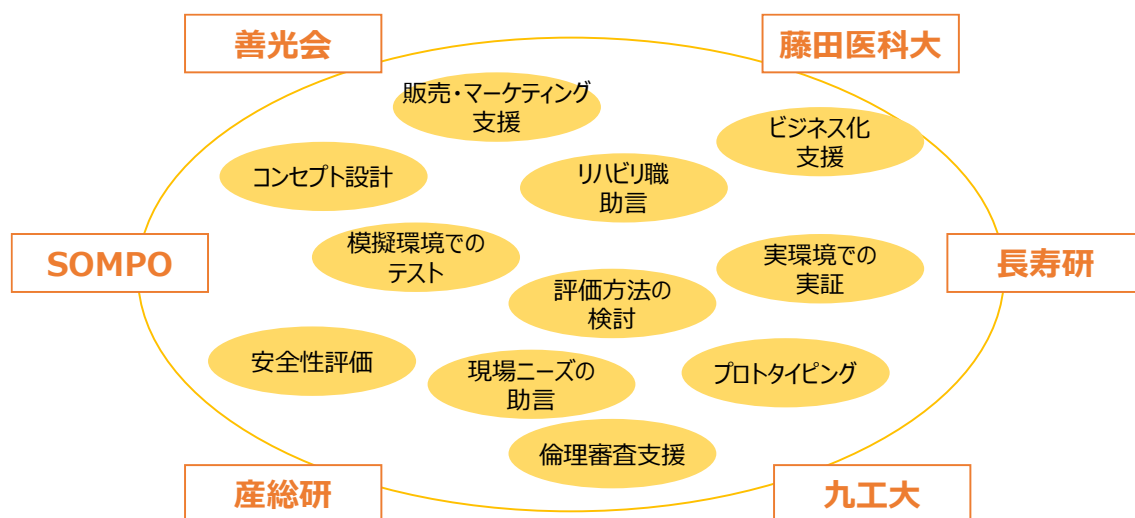 善光会
藤田医科大
販売・マーケティング
支援
ビジネス化
支援
コンセプト設計
リハビリ職
助言
SOMPO
模擬環境での
テスト
実環境での
実証
長寿研
評価方法の
検討
安全性評価
現場ニーズの
助言
プロトタイピング
倫理審査支援
産総研
九工大